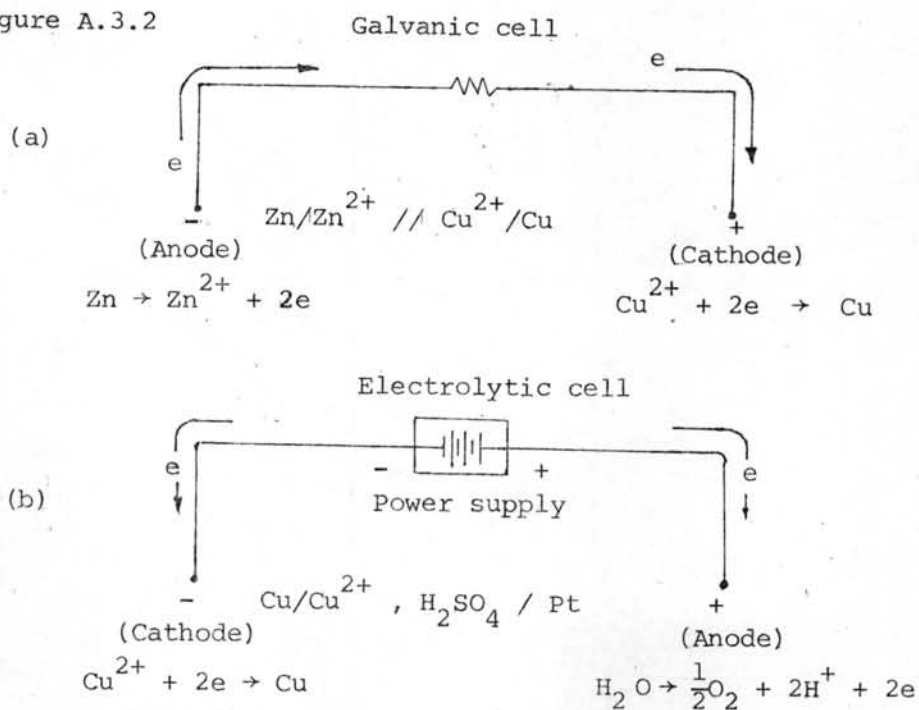 gure A.3.2
Galvanic cell
e
(a)
e
Zn/Zn²⁺ // Cu²⁺/Cu
- +
(Anode) (Cathode)
Zn → Zn²⁺ + 2e Cu²⁺ + 2e → Cu
Electrolytic cell
e - + e
(b) Power supply
- Cu/Cu²⁺ , H₂SO₄ / Pt +
(Cathode) (Anode)
Cu²⁺ + 2e → Cu H₂O → ½O₂ + 2H⁺ + 2e